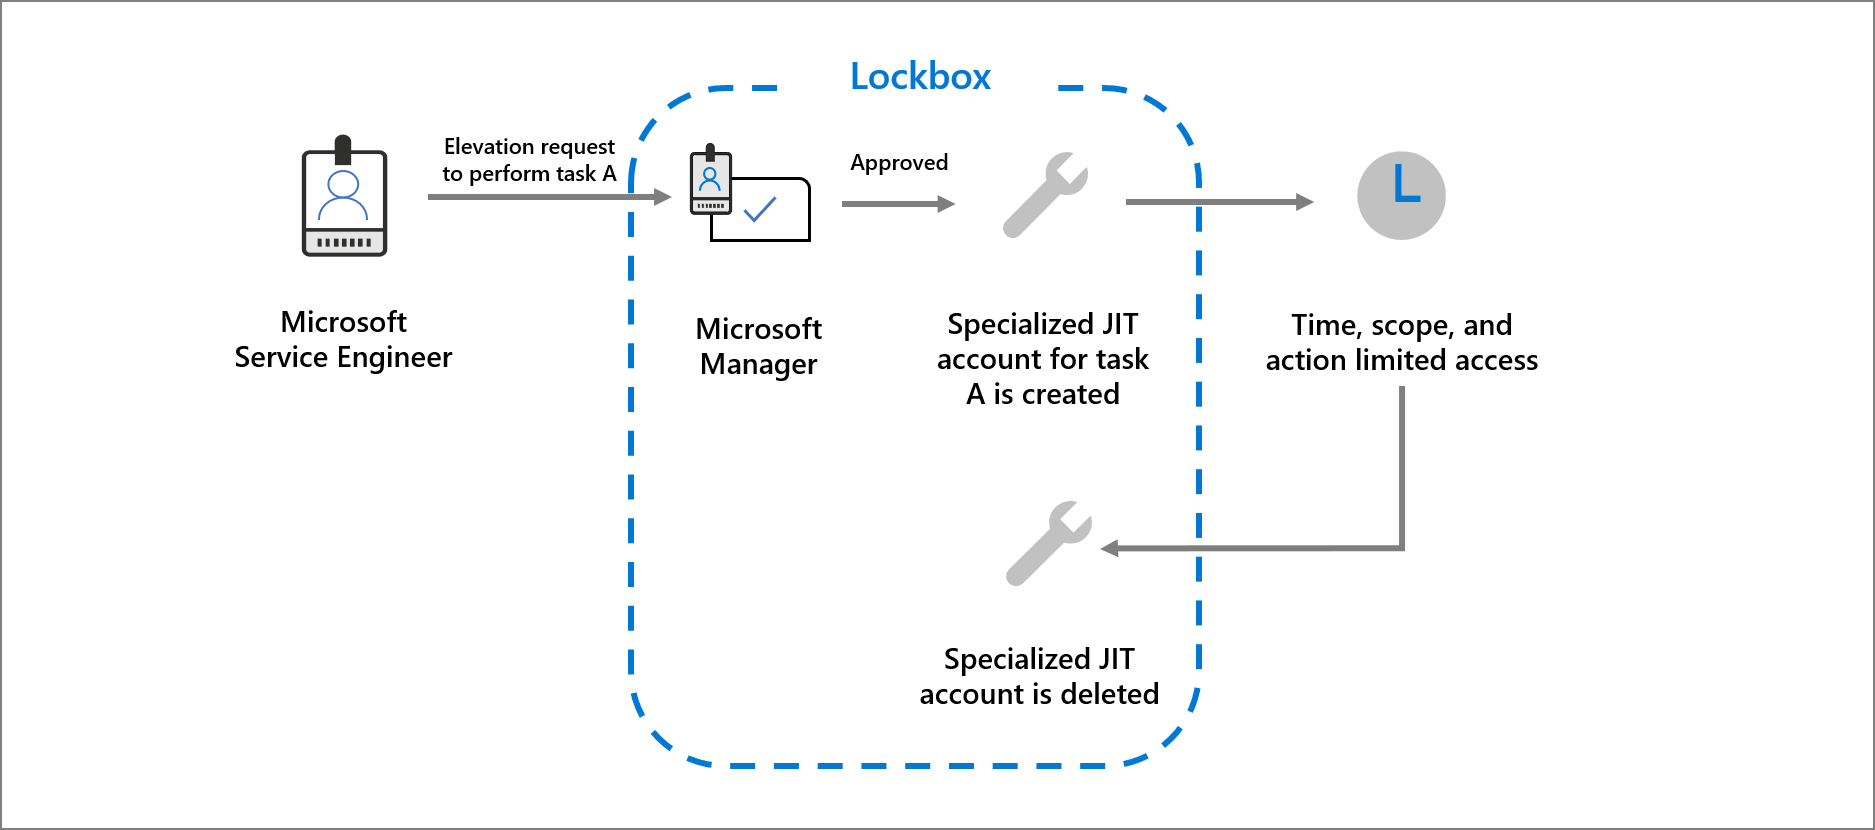 Lockbox
Elevation request
to perform task A
Approved
Microsoft
Service Engineer
Microsoft
Manager
Specialized JIT
account for task
A is created
Time, scope, and
action limited access
Specialized JIT
account is deleted